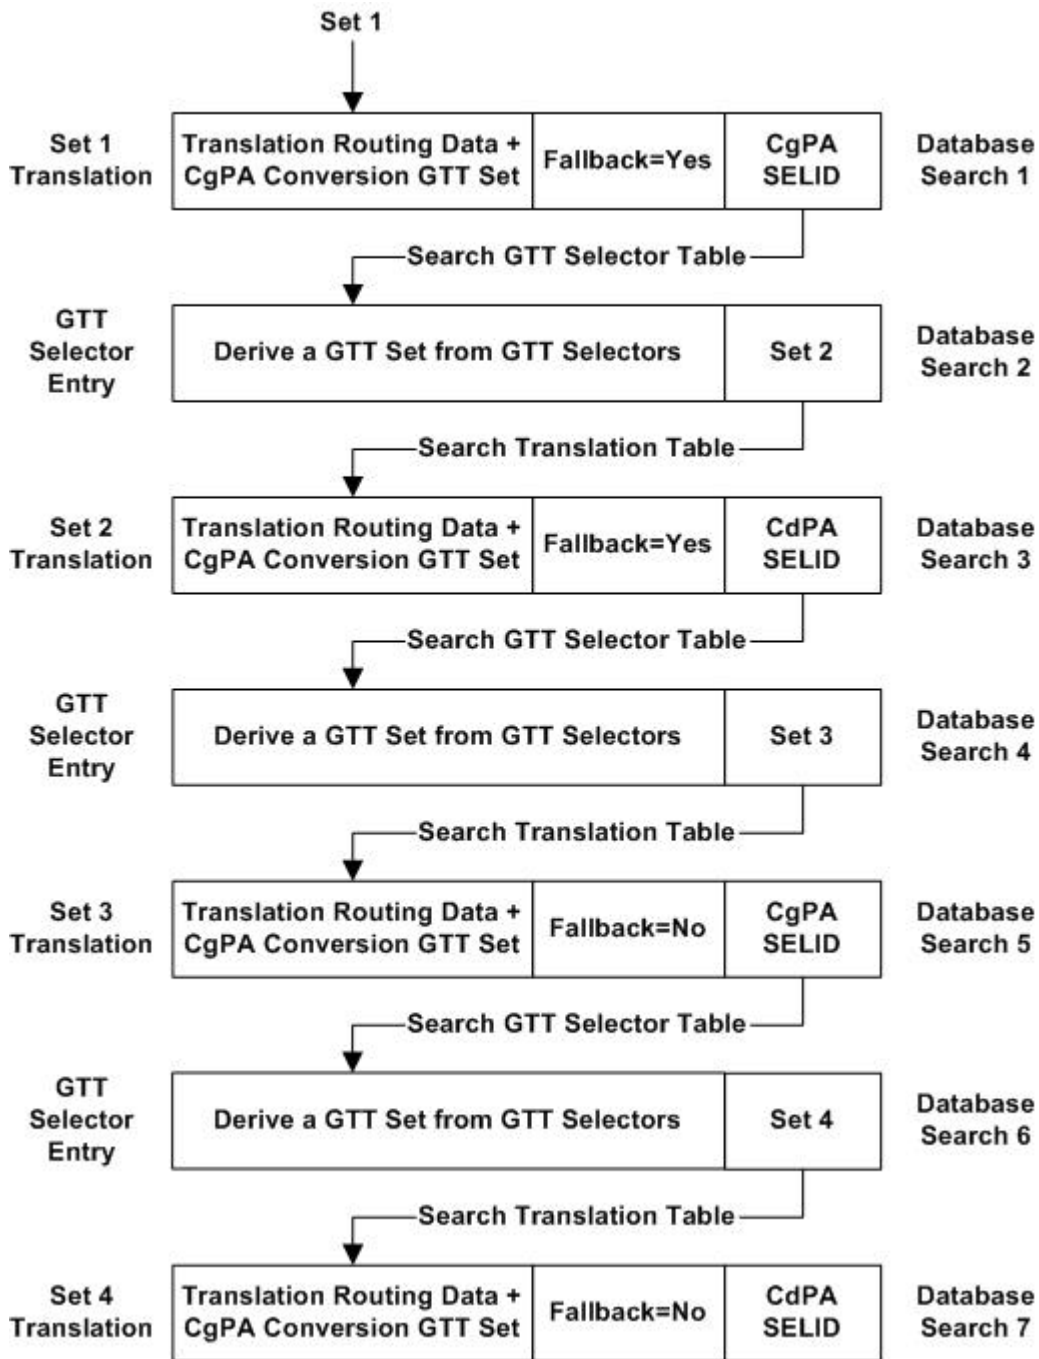 Set 1
Set 1
Translation
Translation Routing Data +
CgPA Conversion GTT Set
Fallback=Yes
CgPA
SELID
Database
Search 1
Search GTT Selector Table
GTT
Selector
Entry
Derive a GTT Set from GTT Selectors
Set 2
Database
Search 2
Search Translation Table
Set 2
Translation
Translation Routing Data +
CgPA Conversion GTT Set
Fallback=Yes
CdPA
SELID
Database
Search 3
Search GTT Selector Table
GTT
Selector
Entry
Derive a GTT Set from GTT Selectors
Set 3
Database
Search 4
Search Translation Table
Set 3
Translation
Translation Routing Data +
CgPA Conversion GTT Set
Fallback=No
CgPA
SELID
Database
Search 5
Search GTT Selector Table
GTT
Selector
Entry
Derive a GTT Set from GTT Selectors
Set 4
Database
Search 6
Search Translation Table
Set 4
Translation
Translation Routing Data +
CgPA Conversion GTT Set
Fallback=No
CdPA
SELID
Database
Search 7